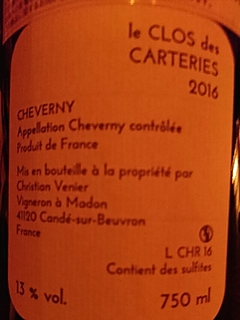 le CLOS des
CARTERIES
2016
CHEVERNY
Appellation Cheverny contrôlée
Produit de France
Mis en bouteille à la propriété par
Christian Venier
Vigneron à Madon
41120 Candé-sur-Beuvron
France
L CHR 16
Contient des sulfites
13 % vol.
750 ml